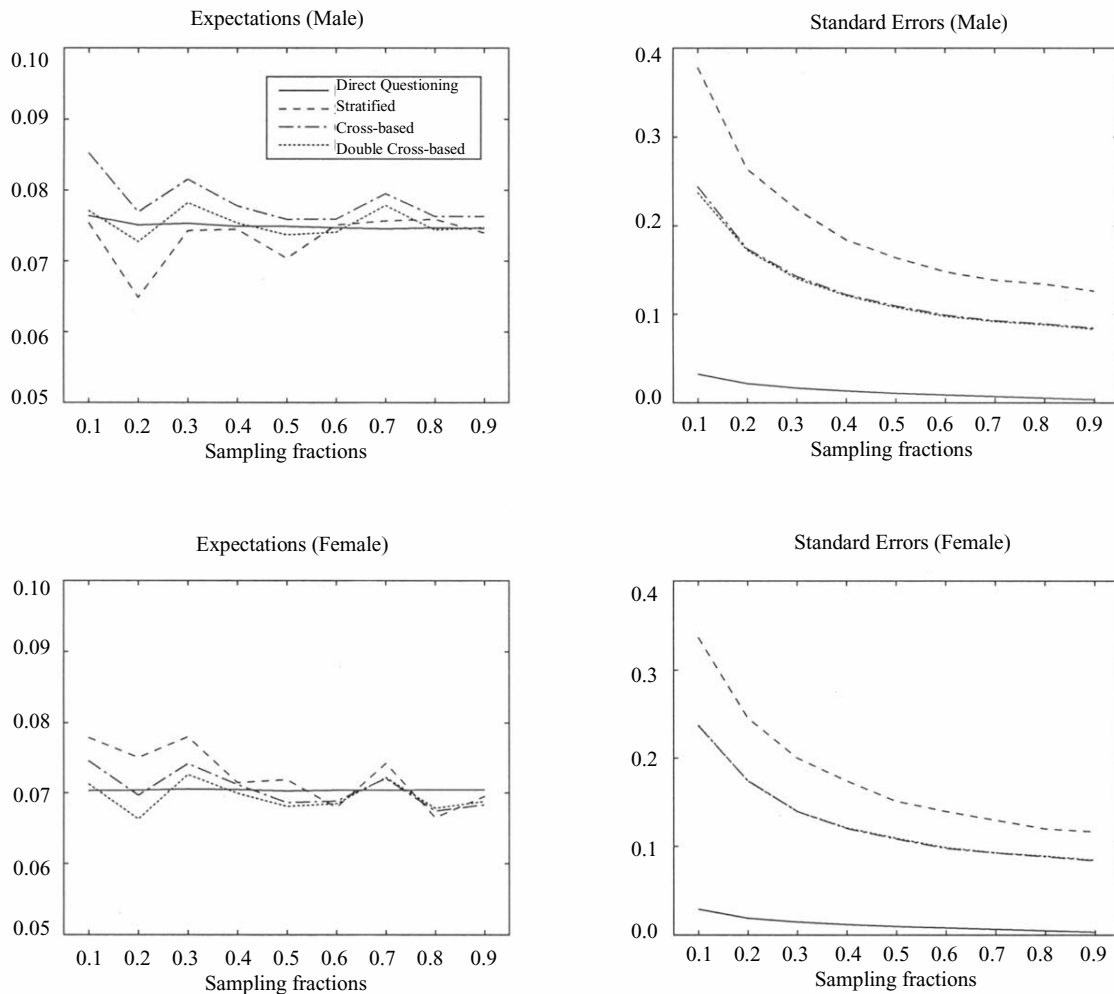 Expectations (Male)
0.10
0.09
0.08
0.07
0.06
0.05
Direct Questioning
Stratified
Cross-based
Double Cross-based
0.1 0.2 0.3 0.4 0.5 0.6 0.7 0.8 0.9
Sampling fractions
Standard Errors (Male)
0.4
0.3
0.2
0.1
0.0
0.1 0.2 0.3 0.4 0.5 0.6 0.7 0.8 0.9
Sampling fractions
Expectations (Female)
0.10
0.09
0.08
0.07
0.06
0.05
0.1 0.2 0.3 0.4 0.5 0.6 0.7 0.8 0.9
Sampling fractions
Standard Errors (Female)
0.4
0.3
0.2
0.1
0.0
0.1 0.2 0.3 0.4 0.5 0.6 0.7 0.8 0.9
Sampling fractions